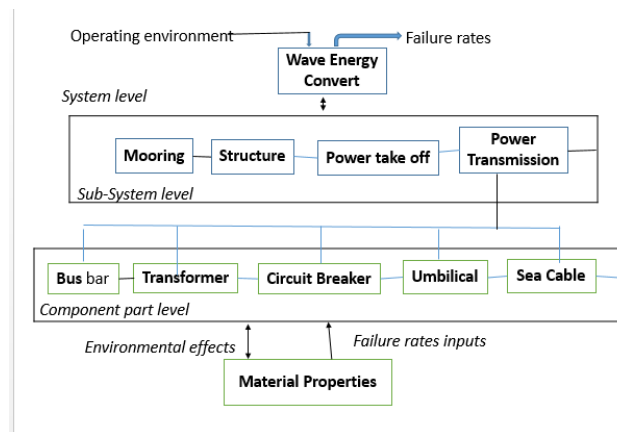 Operating environment
Failure rates
Wave Energy
Convert
System level
Mooring
Structure
Power take off
Power
Transmission
Sub-System level
Bus bar
Transformer
Circuit Breaker
Umbilical
Sea Cable
Component part level
Environmental effects
Failure rates inputs
Material Properties